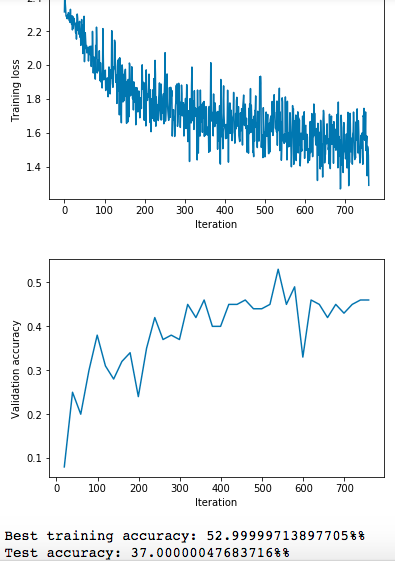 2.4
2.2
2.0
1.8
1.6
1.4
Training loss
0 100 200 300 400 500 600 700
Iteration
0.5
0.4
0.3
0.2
0.1
Validation accuracy
0 100 200 300 400 500 600 700
Iteration
Best training accuracy: 52.99999713897705%%
Test accuracy: 37.00000047683716%%